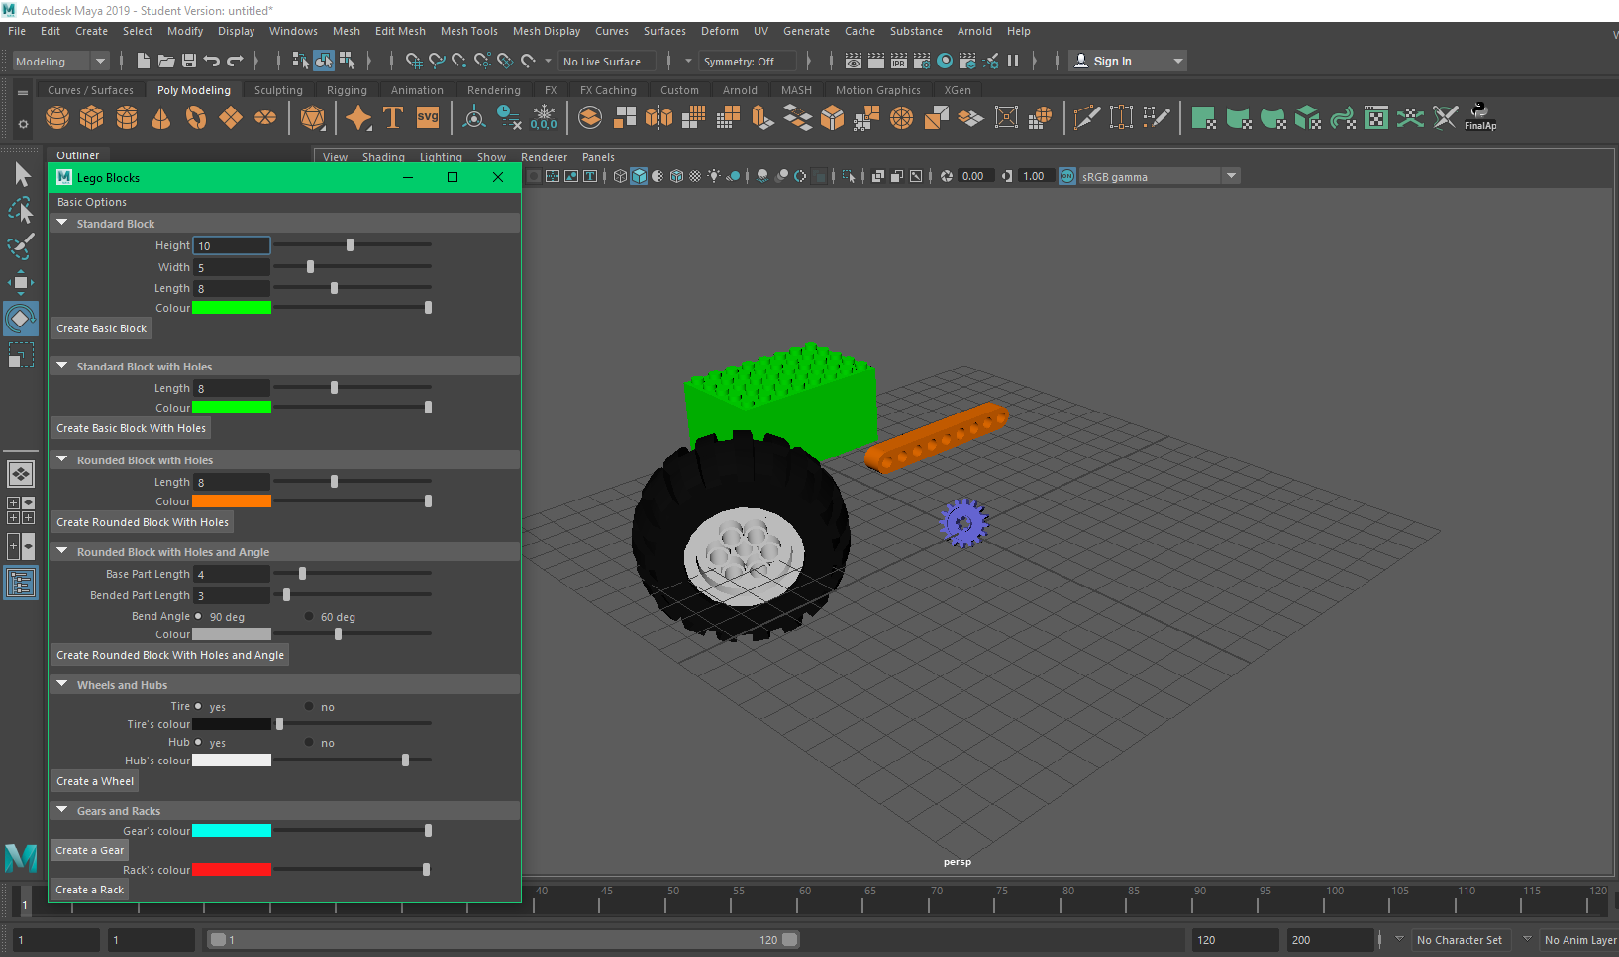 Autodesk Maya 2019 - Student Version: untitled*
File Edit Create Select Modify Display Windows Mesh Edit Mesh Mesh Tools Mesh Display Curves Surfaces Deform UV Generate Cache Substance Arnold Help
Modeling No Live Surface Symmetry: Off IPR Sign In
Curves / Surfaces Poly Modeling Sculpting Rigging Animation Rendering FX FX Caching Custom Arnold MASH Motion Graphics XGen
T SVG 0,0,0 FinalAp
Outliner
View Shading Lighting Show Renderer Panels
0.00 1.00 ON sRGB gamma
Lego Blocks
Basic Options
Standard Block
Height 10
Width 5
Length 8
Colour
Create Basic Block
Standard Block with Holes
Length 8
Colour
Create Basic Block With Holes
Rounded Block with Holes
Length 8
Colour
Create Rounded Block With Holes
Rounded Block with Holes and Angle
Base Part Length 4
Bended Part Length 3
Bend Angle 90 deg 60 deg
Colour
Create Rounded Block With Holes and Angle
Wheels and Hubs
Tire yes no
Tire's colour
Hub yes no
Hub's colour
Create a Wheel
Gears and Racks
Gear's colour
Create a Gear
Rack's colour
Create a Rack
persp
1 40 45 50 55 60 65 70 75 80 85 90 95 100 105 110 115 120
1 1 1 120 120 200 No Character Set No Anim Layer